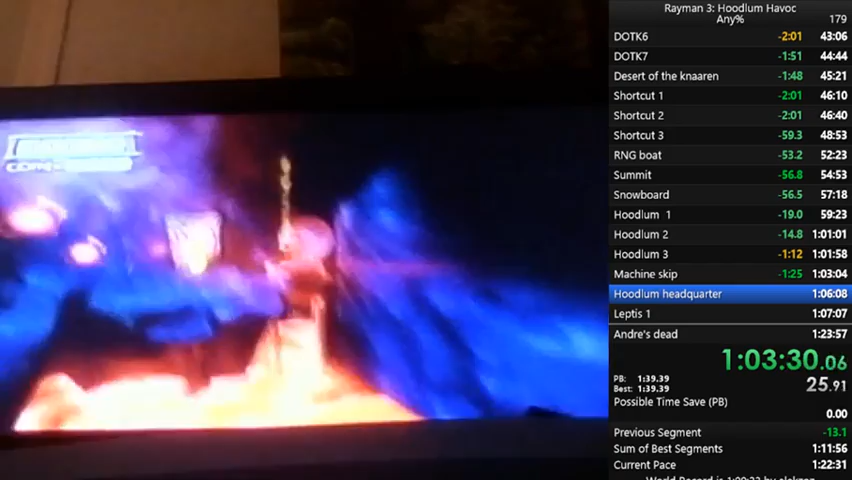 Rayman 3: Hoodlum Havoc
Any% 179
DOTK6 -2:01 43:06
DOTK7 -1:51 44:44
Desert of the knaaren -1:48 45:21
Shortcut 1 -2:01 46:10
Shortcut 2 -2:01 46:40
Shortcut 3 -59.3 48:53
RNG boat -53.2 52:23
Summit -56.8 54:53
Snowboard -56.5 57:18
Hoodlum 1 -19.0 59:23
Hoodlum 2 -14.8 1:01:01
Hoodlum 3 -1:12 1:01:58
Machine skip -1:25 1:03:04
Hoodlum headquarter 1:06:08
Leptis 1 1:07:07
Andre's dead 1:23:57
1:03:30.06
PB: 1:39.39
Best: 1:39.39
25.91
Possible Time Save (PB)
0.00
Previous Segment -13.1
Sum of Best Segments 1:11:56
Current Pace 1:22:31